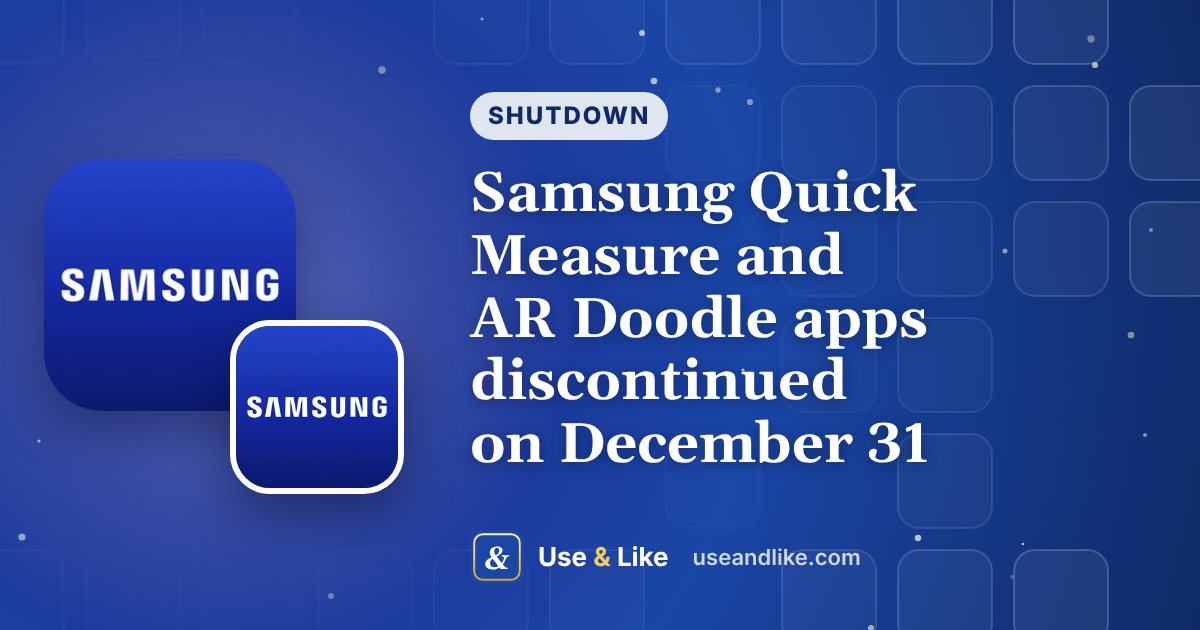 SAMSUNG
SAMSUNG
SHUTDOWN
Samsung Quick
Measure and
AR Doodle apps
discontinued
on December 31
& Use & Like useandlike.com